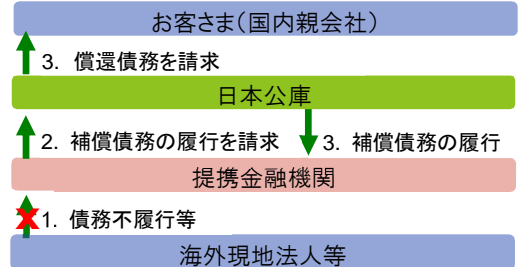 お客さま（国内親会社）
3. 償還債務を請求
日本公庫
2. 補償債務の履行を請求
3. 補償債務の履行
提携金融機関
1. 債務不履行等
海外現地法人等